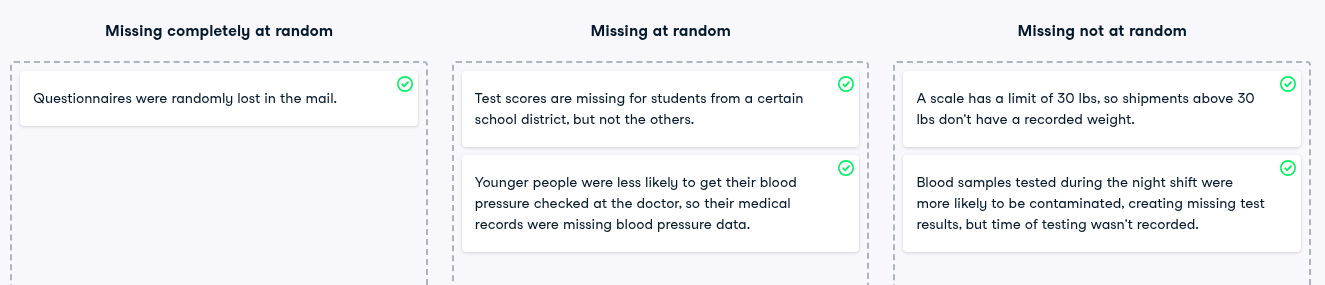 Missing completely at random
Questionnaires were randomly lost in the mail.
Missing at random
Test scores are missing for students from a certain
school district, but not the others.
Younger people were less likely to get their blood
pressure checked at the doctor, so their medical
records were missing blood pressure data.
Missing not at random
A scale has a limit of 30 lbs, so shipments above 30
lbs don't have a recorded weight.
Blood samples tested during the night shift were
more likely to be contaminated, creating missing test
results, but time of testing wasn't recorded.